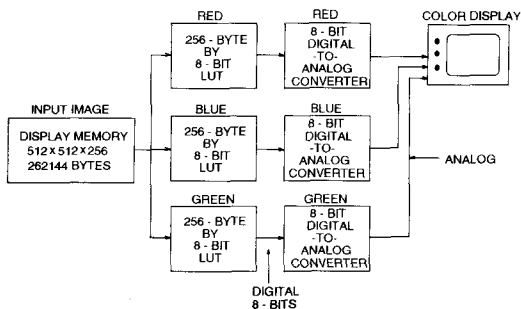 RED
RED
COLOR DISPLAY
256 - BYTE
BY
8 - BIT
LUT
8 - BIT
DIGITAL
-TO-
ANALOG
CONVERTER
INPUT IMAGE
DISPLAY MEMORY
512 X 512 X 256
262144 BYTES
BLUE
BLUE
256 - BYTE
BY
8 - BIT
LUT
8 - BIT
DIGITAL
-TO-
ANALOG
CONVERTER
ANALOG
GREEN
GREEN
256 - BYTE
BY
8 - BIT
LUT
8 - BIT
DIGITAL
-TO-
ANALOG
CONVERTER
DIGITAL
8 - BITS